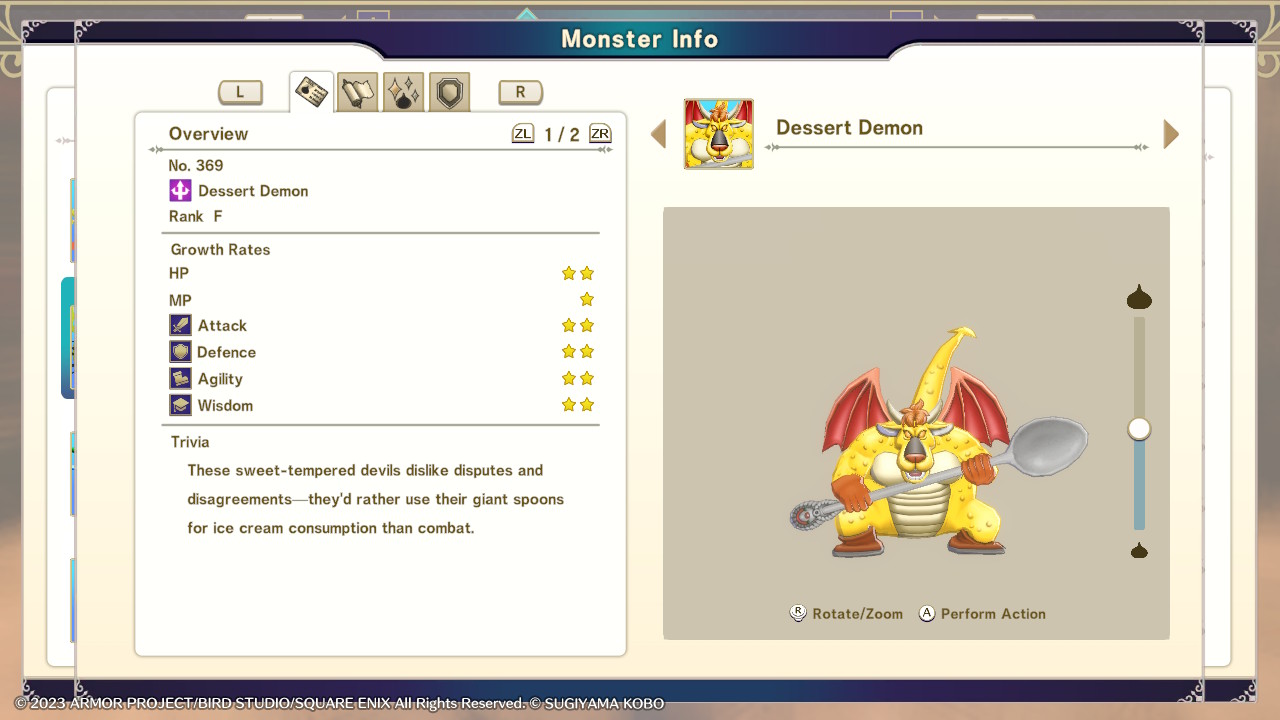 Monster Info
L
R
Overview
ZL 1 / 2 ZR
No. 369
Dessert Demon
Rank F
Growth Rates
HP
MP
Attack
Defence
Agility
Wisdom
Trivia
These sweet-tempered devils dislike disputes and
disagreements—they'd rather use their giant spoons
for ice cream consumption than combat.
Dessert Demon
R Rotate/Zoom A Perform Action
© 2023 ARMOR PROJECT/BIRD STUDIO/SQUARE ENIX All Rights Reserved. © SUGIYAMA KOBO